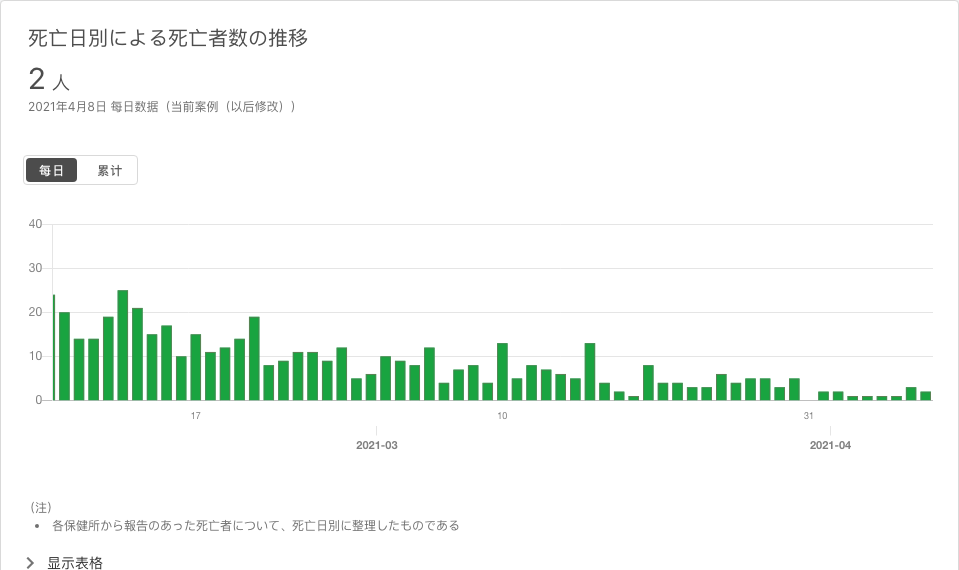 死亡日別による死亡者数の推移
2 人
2021年4月8日 每日数据（当前案例（以后修改））
每日 累计
40
30
20
10
0
17 10 31
2021-03 2021-04
（注）
• 各保健所から報告のあった死亡者について、死亡日別に整理したものである
显示表格